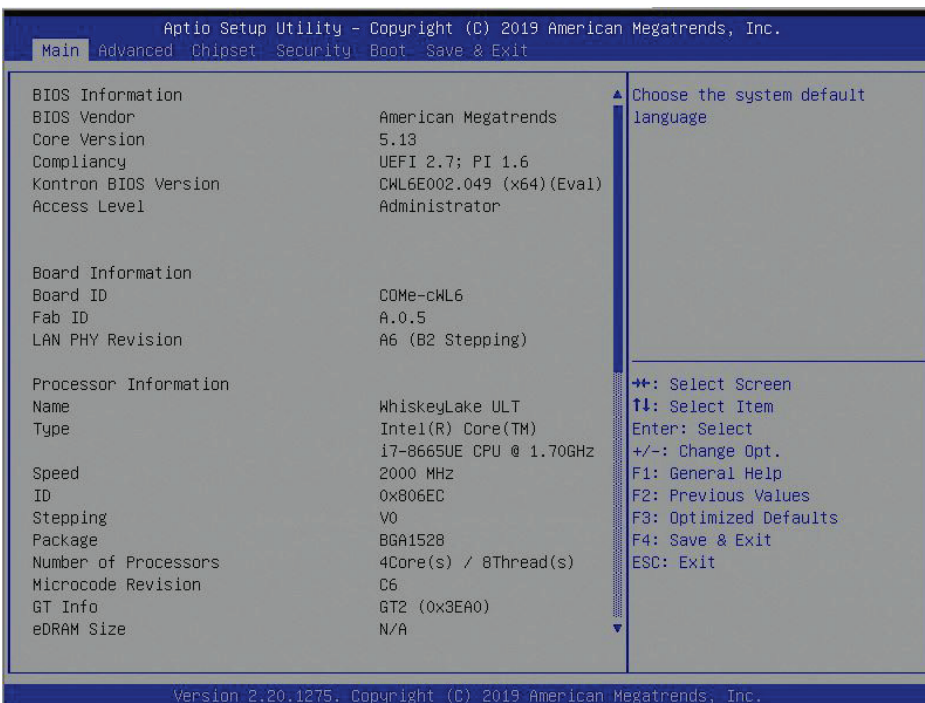 Aptio Setup Utility – Copyright (C) 2019 American Megatrends, Inc.
Main Advanced Chipset Security Boot Save & Exit
BIOS Information
BIOS Vendor American Megatrends
Core Version 5.13
Compliancy UEFI 2.7; PI 1.6
Kontron BIOS Version CWL6E002.049 (x64)(Eval)
Access Level Administrator
Board Information
Board ID COMe-cWL6
Fab ID A.0.5
LAN PHY Revision A6 (B2 Stepping)
Processor Information
Name WhiskeyLake ULT
Type Intel(R) Core(TM)
i7-8665UE CPU @ 1.70GHz
Speed 2000 MHz
ID 0x806EC
Stepping V0
Package BGA1528
Number of Processors 4Core(s) / 8Thread(s)
Microcode Revision C6
GT Info GT2 (0x3EA0)
eDRAM Size N/A
Choose the system default
language
→←: Select Screen
↑↓: Select Item
Enter: Select
+/-: Change Opt.
F1: General Help
F2: Previous Values
F3: Optimized Defaults
F4: Save & Exit
ESC: Exit
Version 2.20.1275. Copyright (C) 2019 American Megatrends, Inc.